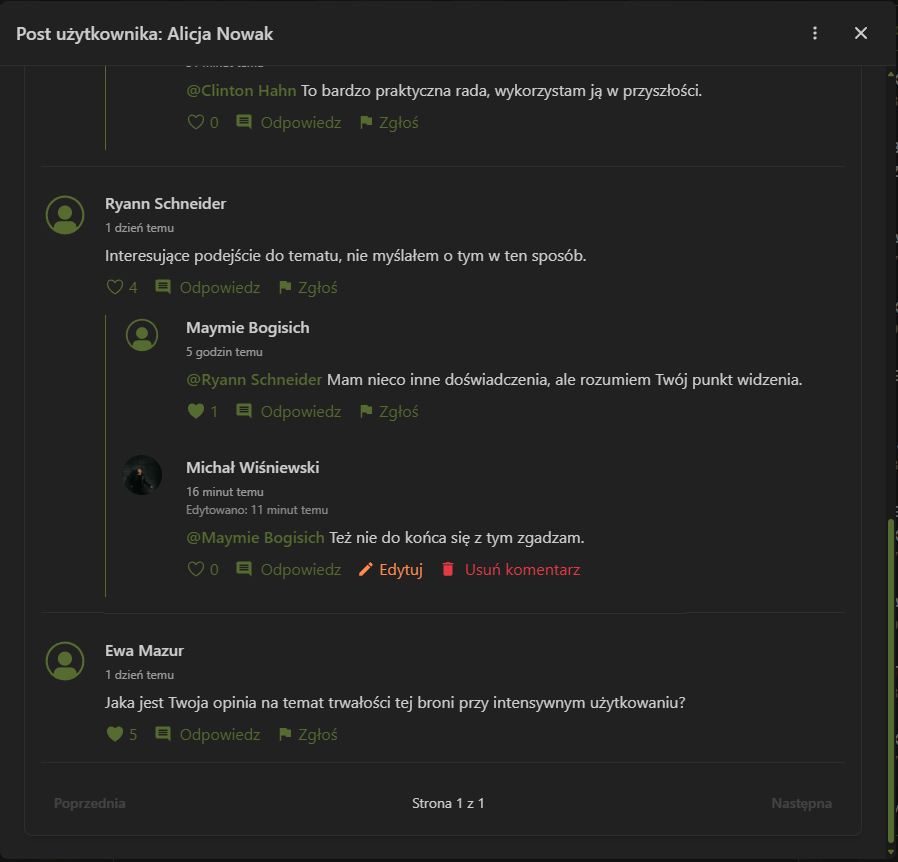 Post użytkownika: Alicja Nowak
@Clinton Hahn To bardzo praktyczna rada, wykorzystam ją w przyszłości.
0 Odpowiedz Zgłoś
Ryann Schneider
1 dzień temu
Interesujące podejście do tematu, nie myślałem o tym w ten sposób.
4 Odpowiedz Zgłoś
Maymie Bogisich
5 godzin temu
@Ryann Schneider Mam nieco inne doświadczenia, ale rozumiem Twój punkt widzenia.
1 Odpowiedz Zgłoś
Michał Wiśniewski
16 minut temu
Edytowano: 11 minut temu
@Maymie Bogisich Też nie do końca się z tym zgadzam.
0 Odpowiedz Edytuj Usuń komentarz
Ewa Mazur
1 dzień temu
Jaka jest Twoja opinia na temat trwałości tej broni przy intensywnym użytkowaniu?
5 Odpowiedz Zgłoś
Poprzednia Strona 1 z 1 Następna